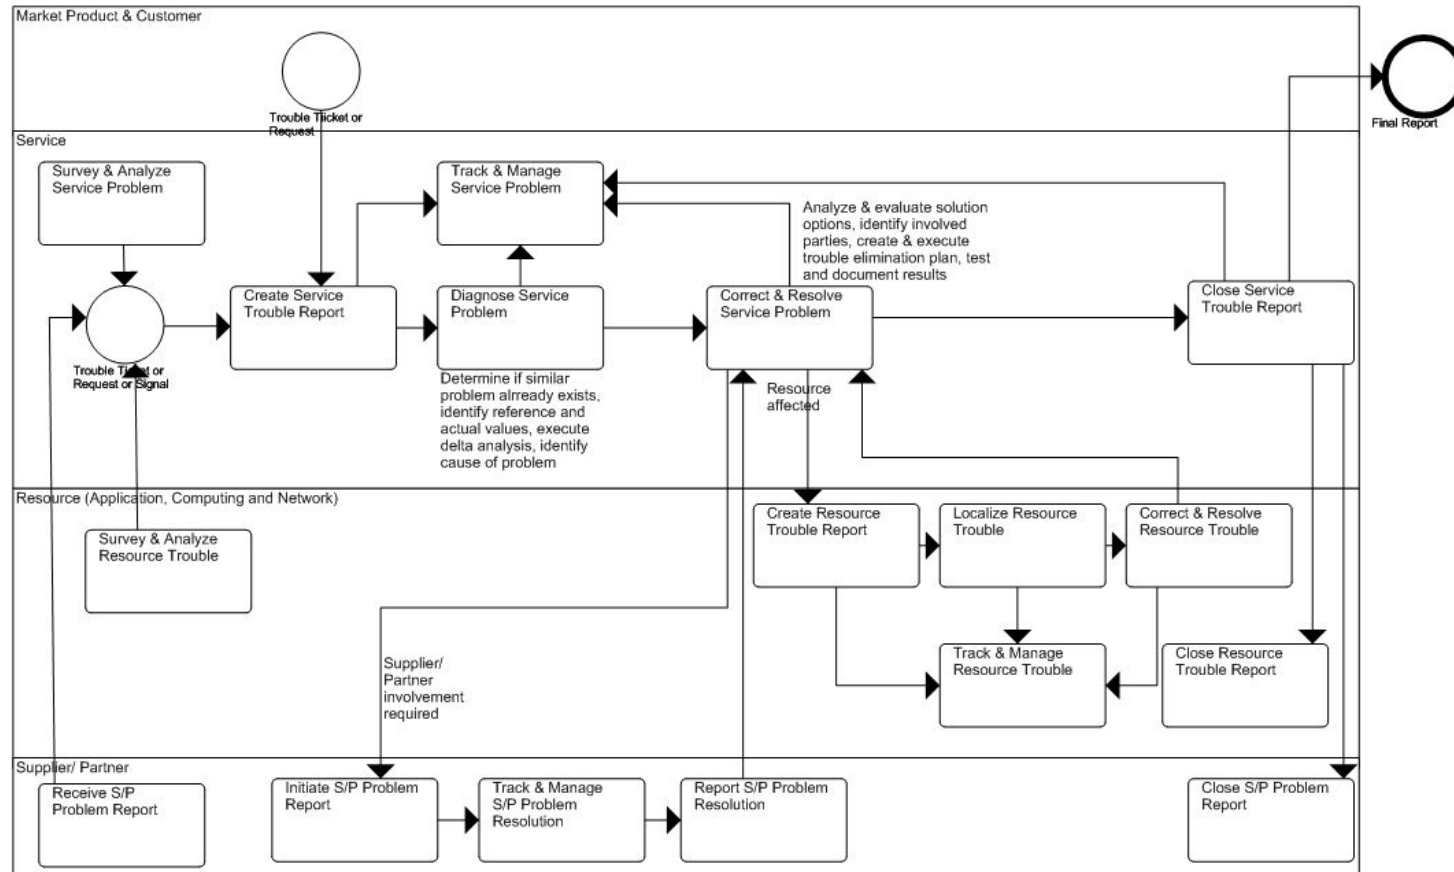 Market Product & Customer
Trouble Tiicket or
Request
Final Report
Service
Survey & Analyze
Service Problem
Track & Manage
Service Problem
Analyze & evaluate solution
options, identify involved
parties, create & execute
trouble elimination plan, test
and document results
Create Service
Trouble Report
Diagnose Service
Problem
Correct & Resolve
Service Problem
Close Service
Trouble Report
Trouble Ticket or
Request or Signal
Determine if similar
problem alrready exists,
identify reference and
actual values, execute
delta analysis, identify
cause of problem
Resource
affected
Resource (Application, Computing and Network)
Survey & Analyze
Resource Trouble
Create Resource
Trouble Report
Localize Resource
Trouble
Correct & Resolve
Resource Trouble
Track & Manage
Resource Trouble
Close Resource
Trouble Report
Supplier/
Partner
involvement
required
Supplier/ Partner
Receive S/P
Problem Report
Initiate S/P Problem
Report
Track & Manage
S/P Problem
Resolution
Report S/P Problem
Resolution
Close S/P Problem
Report